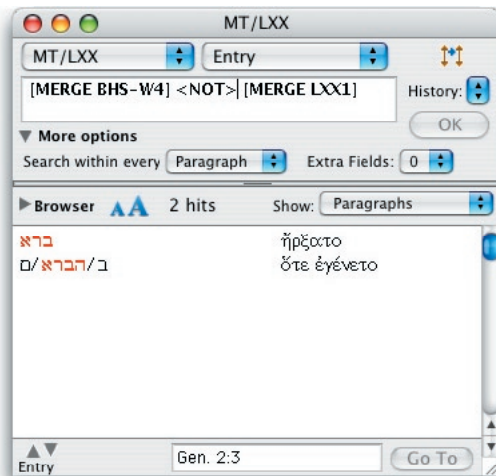 MT/LXX
MT/LXX Entry
[MERGE BHS-W4] <NOT> [MERGE LXX1] History:
OK
More options
Search within every Paragraph Extra Fields: 0
Browser AA 2 hits Show: Paragraphs
ברא ἤρξατο
ב/הברא/ם ὅτε ἐγένετο
Entry Gen. 2:3 Go To